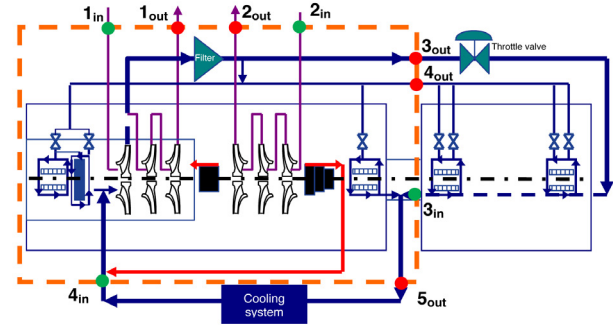 1in
1out
2out
2in
Filter
3out
Throttle valve
4out
3in
4in
Cooling
system
5out